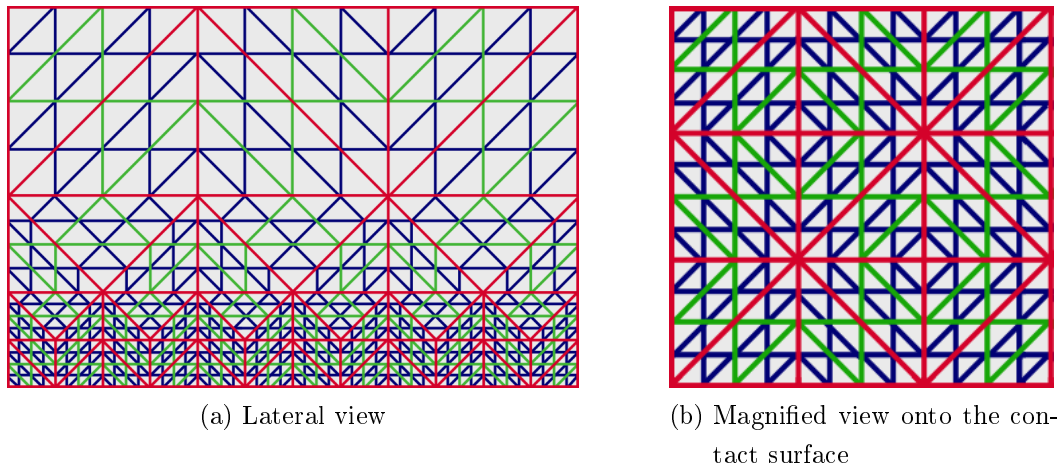 (a) Lateral view
(b) Magnified view onto the con-
tact surface